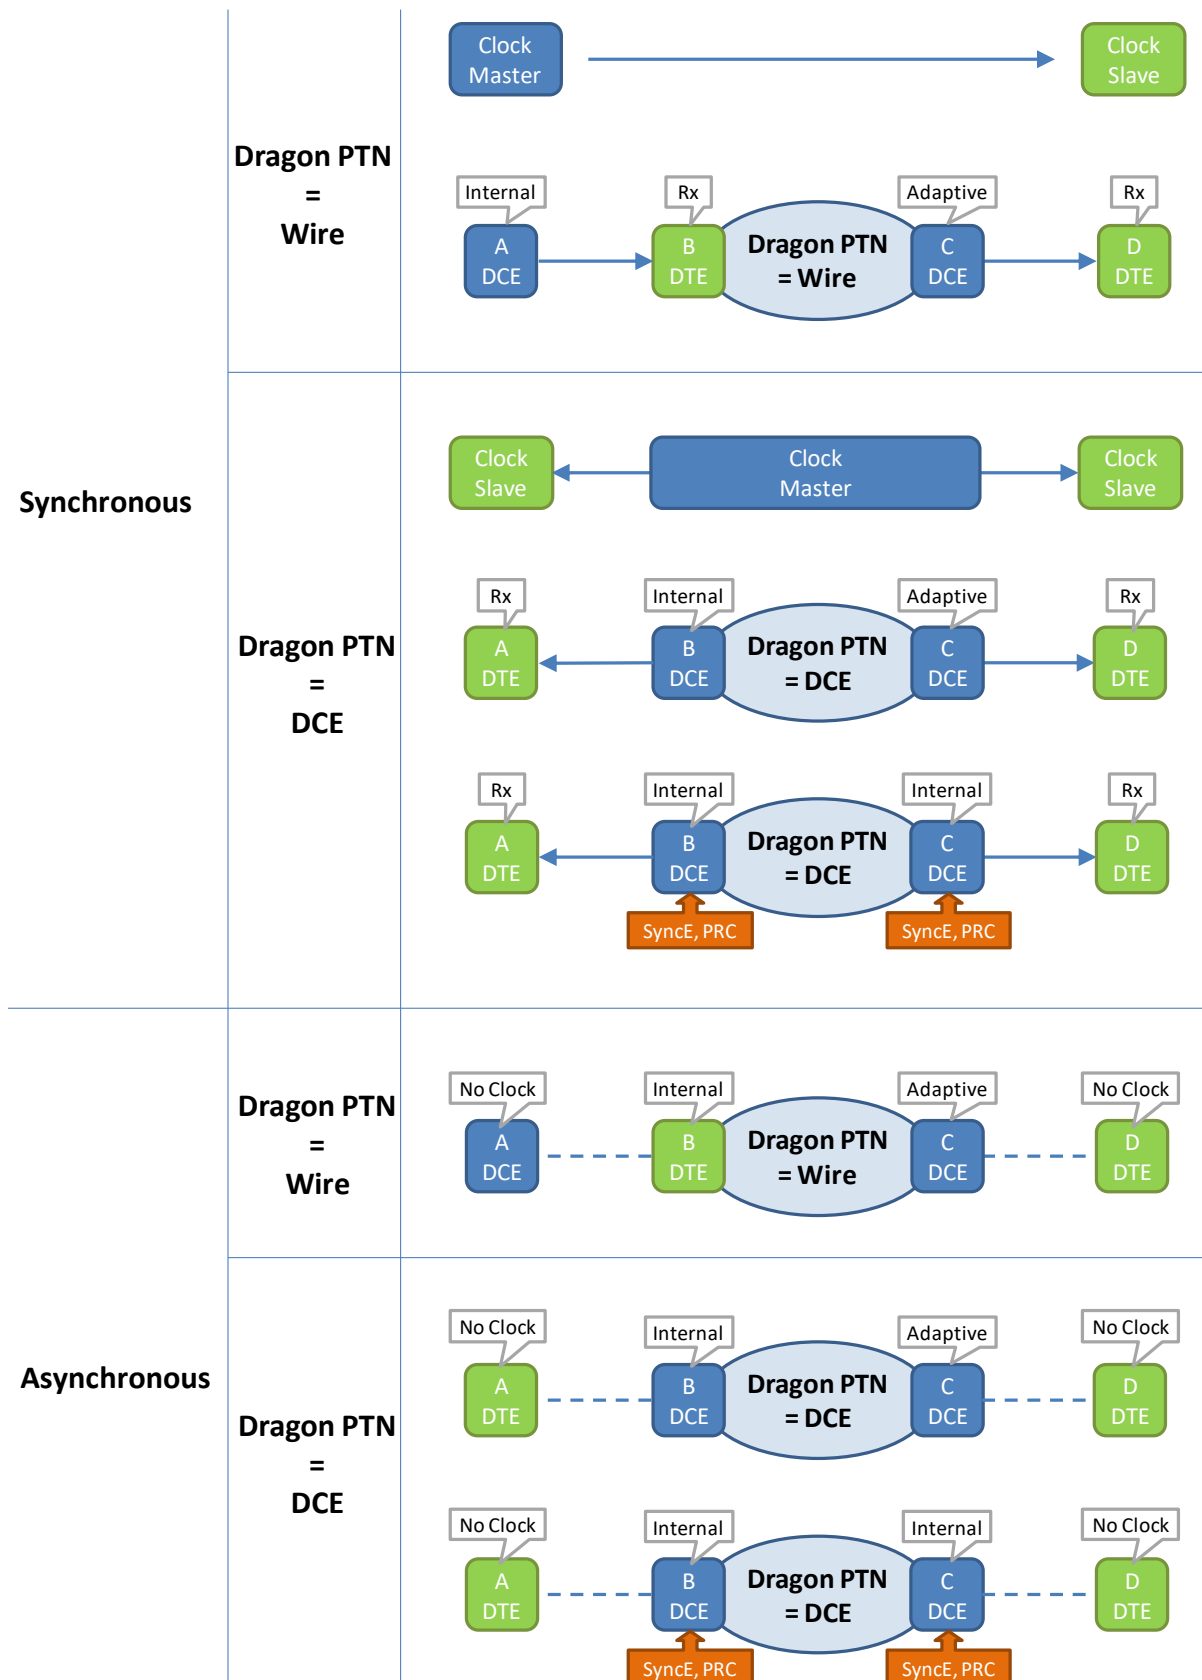 Synchronous
Dragon PTN
=
Wire
Clock
Master
Clock
Slave
Internal
Rx
Adaptive
Rx
A
DCE
B
DTE
Dragon PTN
= Wire
C
DCE
D
DTE
Dragon PTN
=
DCE
Clock
Slave
Clock
Master
Clock
Slave
Rx
Internal
Adaptive
Rx
A
DTE
B
DCE
Dragon PTN
= DCE
C
DCE
D
DTE
Rx
Internal
Internal
Rx
A
DTE
B
DCE
Dragon PTN
= DCE
C
DCE
D
DTE
SyncE, PRC
SyncE, PRC
Asynchronous
Dragon PTN
=
Wire
No Clock
Internal
Adaptive
No Clock
A
DCE
B
DTE
Dragon PTN
= Wire
C
DCE
D
DTE
Dragon PTN
=
DCE
No Clock
Internal
Adaptive
No Clock
A
DTE
B
DCE
Dragon PTN
= DCE
C
DCE
D
DTE
No Clock
Internal
Internal
No Clock
A
DTE
B
DCE
Dragon PTN
= DCE
C
DCE
D
DTE
SyncE, PRC
SyncE, PRC